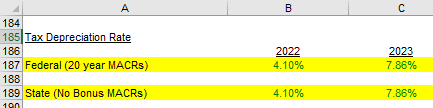 A B C
184
185 Tax Depreciation Rate
186 2022 2023
187 Federal (20 year MACRs) 4.10% 7.86%
188
189 State (No Bonus MACRs) 4.10% 7.86%
190